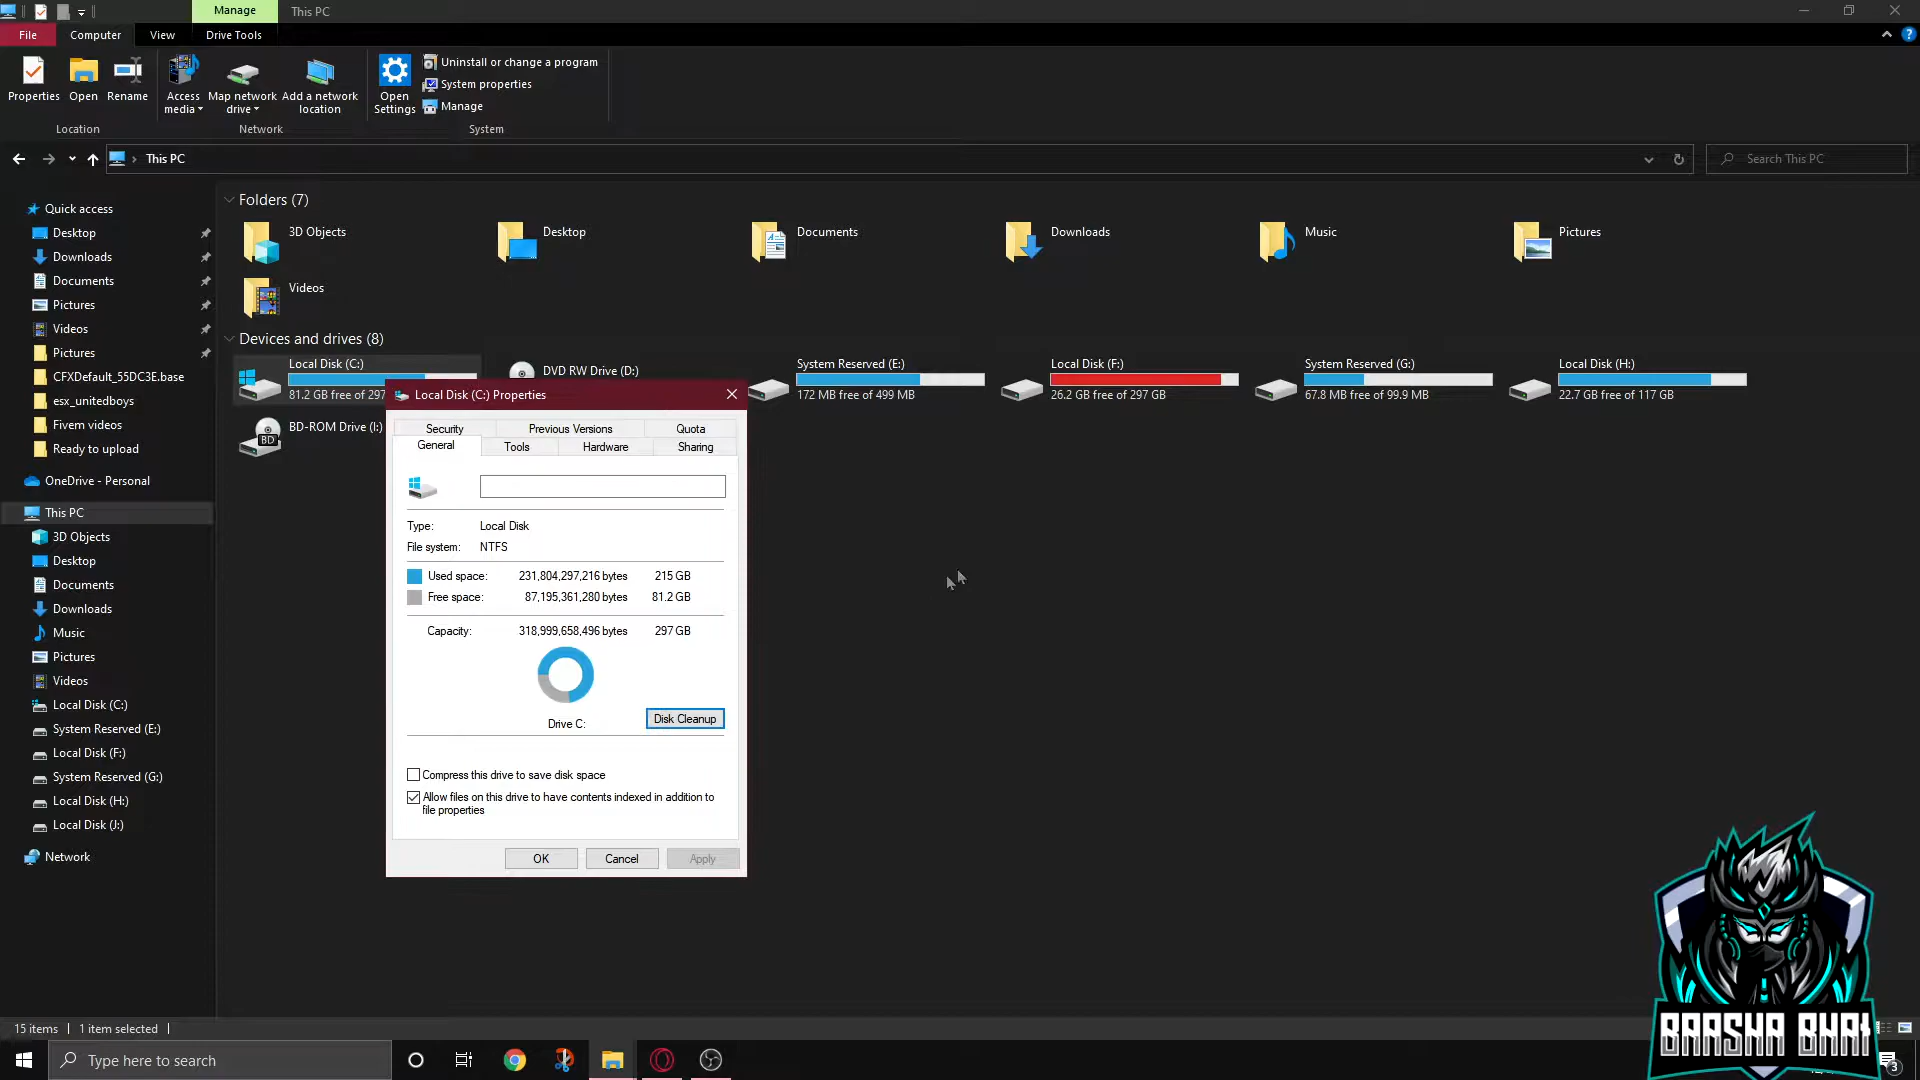 Manage
This PC
File
Computer
View
Drive Tools
Properties
Open
Rename
Access media
Map network drive
Add a network location
Open Settings
Uninstall or change a program
System properties
Manage
Location
Network
System
This PC
Search This PC
Quick access
Desktop
Downloads
Documents
Pictures
Videos
Pictures
CFXDefault_55DC3E.base
esx_unitedboys
Fivem videos
Ready to upload
OneDrive - Personal
This PC
3D Objects
Desktop
Documents
Downloads
Music
Pictures
Videos
Local Disk (C:)
System Reserved (E:)
Local Disk (F:)
System Reserved (G:)
Local Disk (H:)
Local Disk (J:)
Network
Folders (7)
3D Objects
Desktop
Documents
Downloads
Music
Pictures
Videos
Devices and drives (8)
Local Disk (C:)
81.2 GB free of 297
DVD RW Drive (D:)
System Reserved (E:)
172 MB free of 499 MB
Local Disk (F:)
26.2 GB free of 297 GB
System Reserved (G:)
67.8 MB free of 99.9 MB
Local Disk (H:)
22.7 GB free of 117 GB
BD
BD-ROM Drive (I:)
Local Disk (C:) Properties
Security
Previous Versions
Quota
General
Tools
Hardware
Sharing
Type: Local Disk
File system: NTFS
Used space: 231,804,297,216 bytes 215 GB
Free space: 87,195,361,280 bytes 81.2 GB
Capacity: 318,999,658,496 bytes 297 GB
Drive C:
Disk Cleanup
Compress this drive to save disk space
Allow files on this drive to have contents indexed in addition to
file properties
OK
Cancel
Apply
15 items
1 item selected
Type here to search
BAASHA BHAI
3